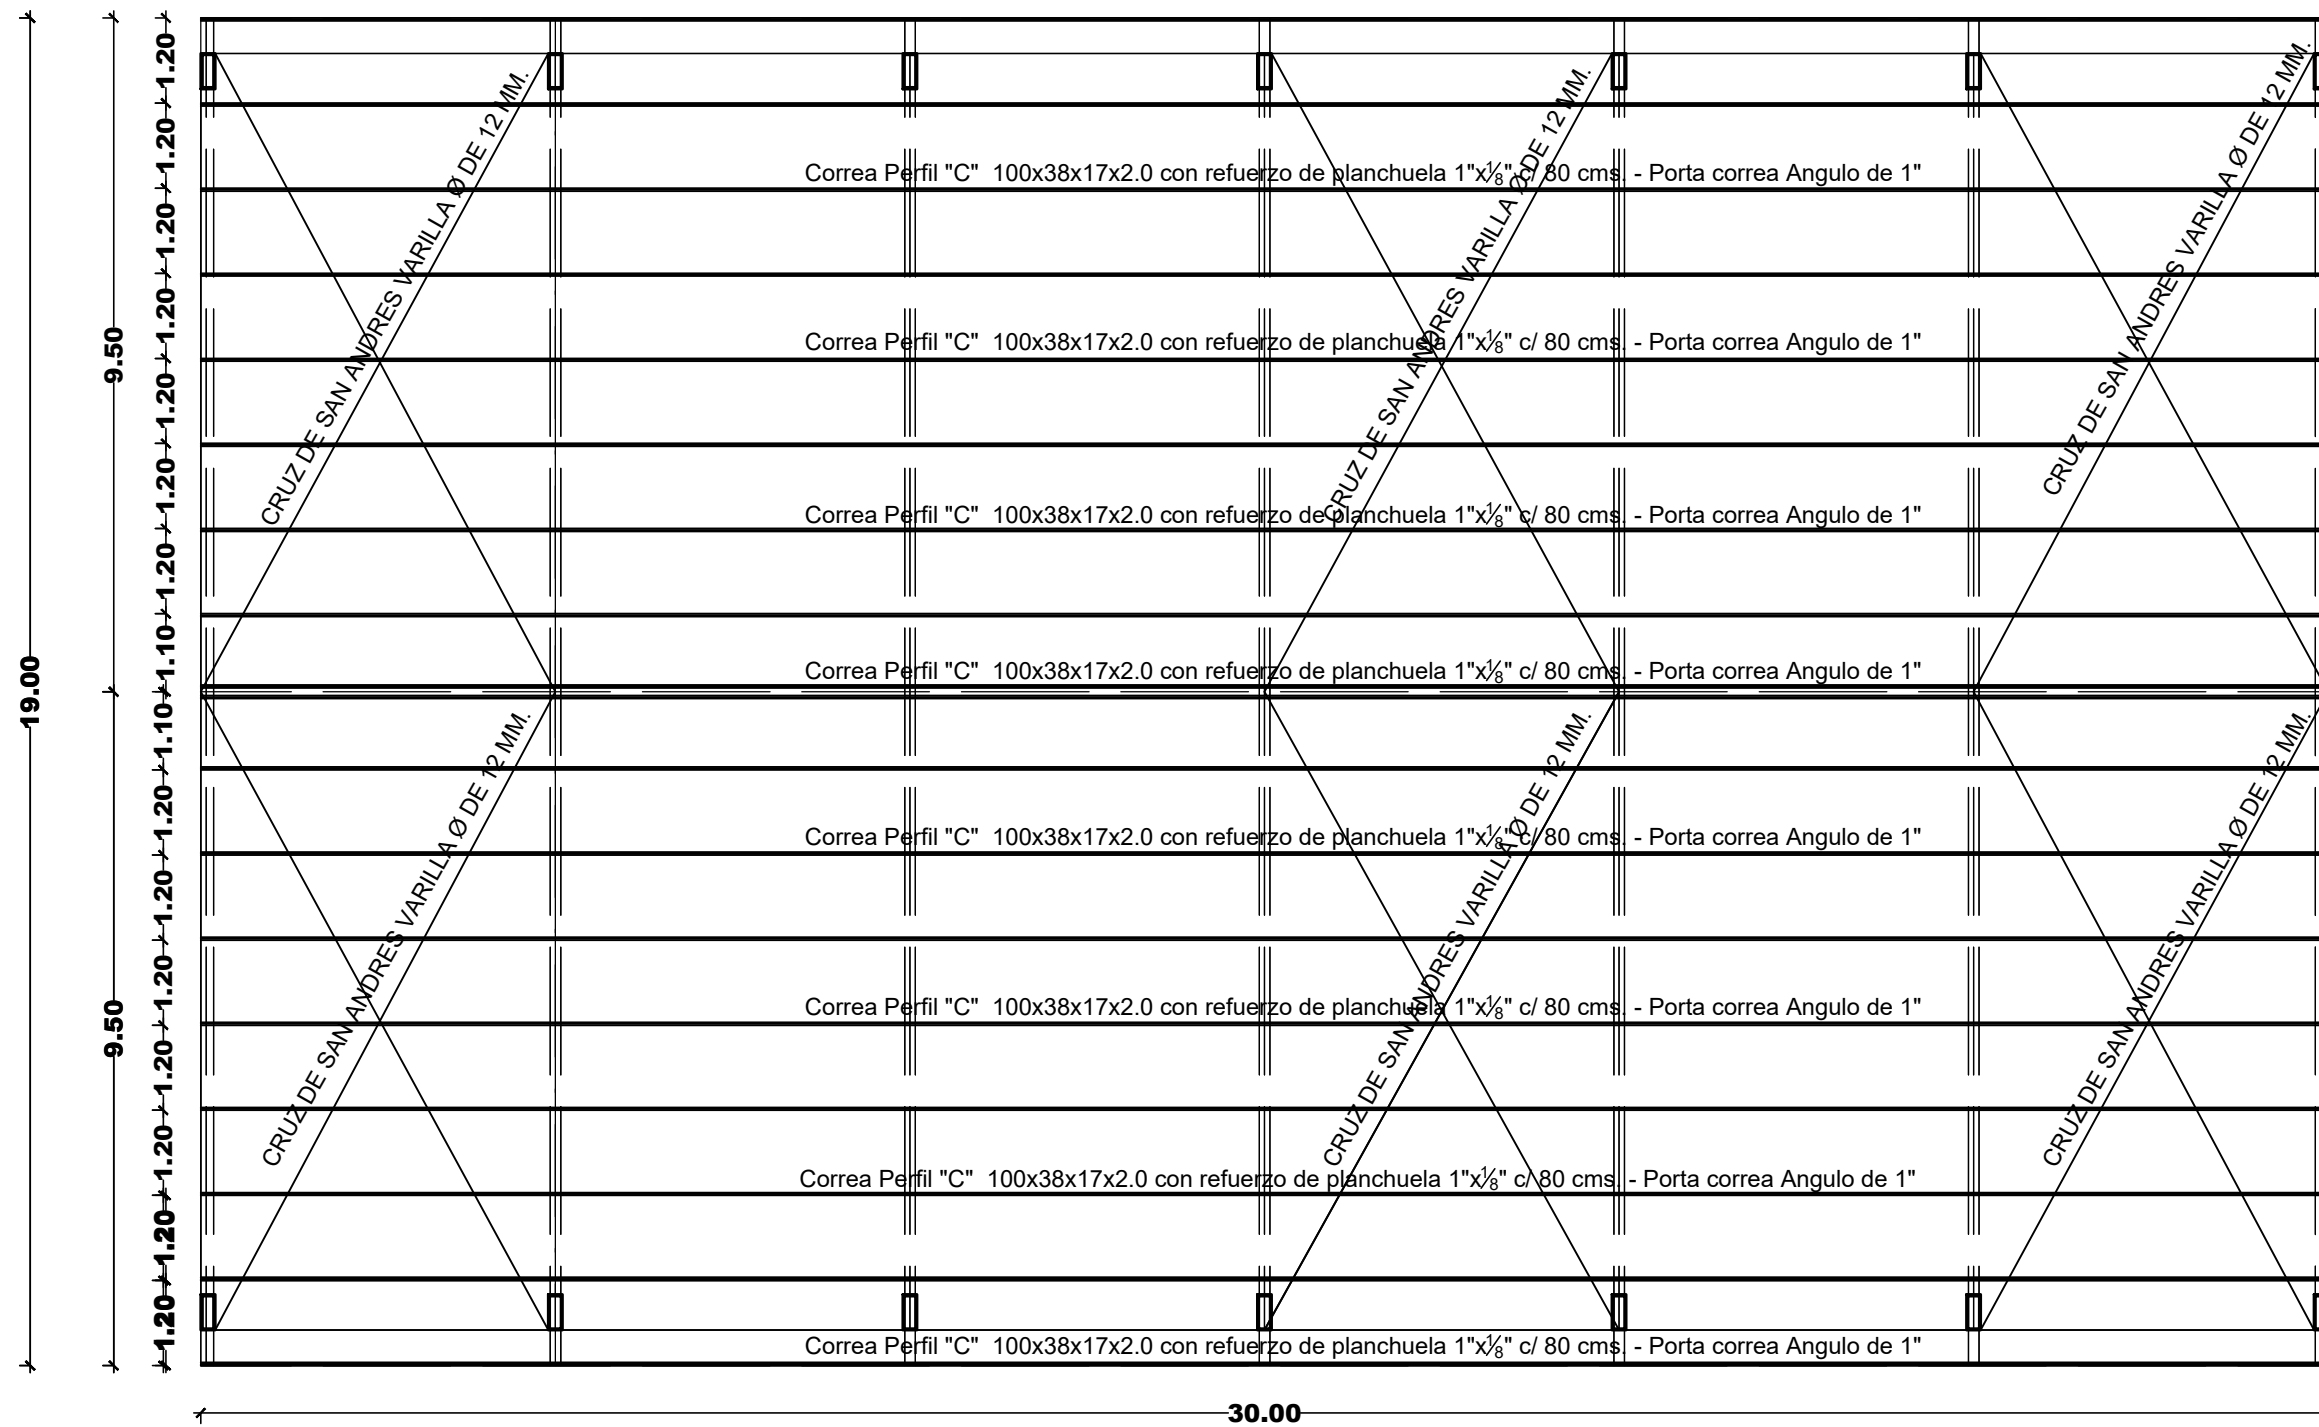 19.00
9.50
9.50
1.20
1.20
1.20
1.20
1.20
1.20
1.20
1.10
1.10
1.20
1.20
1.20
1.20
1.20
1.20
1.20
CRUZ DE SAN ANDRES VARILLA Ø DE 12 MM.
CRUZ DE SAN ANDRES VARILLA Ø DE 12 MM.
CRUZ DE SAN ANDRES VARILLA Ø DE 12 MM.
Correa Perfil "C" 100x38x17x2.0 con refuerzo de planchuela 1"x⅛" c/ 80 cms. - Porta correa Angulo de 1"
Correa Perfil "C" 100x38x17x2.0 con refuerzo de planchuela 1"x⅛" c/ 80 cms. - Porta correa Angulo de 1"
Correa Perfil "C" 100x38x17x2.0 con refuerzo de planchuela 1"x⅛" c/ 80 cms. - Porta correa Angulo de 1"
Correa Perfil "C" 100x38x17x2.0 con refuerzo de planchuela 1"x⅛" c/ 80 cms. - Porta correa Angulo de 1"
CRUZ DE SAN ANDRES VARILLA Ø DE 12 MM.
CRUZ DE SAN ANDRES VARILLA Ø DE 12 MM.
CRUZ DE SAN ANDRES VARILLA Ø DE 12 MM.
Correa Perfil "C" 100x38x17x2.0 con refuerzo de planchuela 1"x⅛" c/ 80 cms. - Porta correa Angulo de 1"
Correa Perfil "C" 100x38x17x2.0 con refuerzo de planchuela 1"x⅛" c/ 80 cms. - Porta correa Angulo de 1"
Correa Perfil "C" 100x38x17x2.0 con refuerzo de planchuela 1"x⅛" c/ 80 cms. - Porta correa Angulo de 1"
Correa Perfil "C" 100x38x17x2.0 con refuerzo de planchuela 1"x⅛" c/ 80 cms. - Porta correa Angulo de 1"
30.00